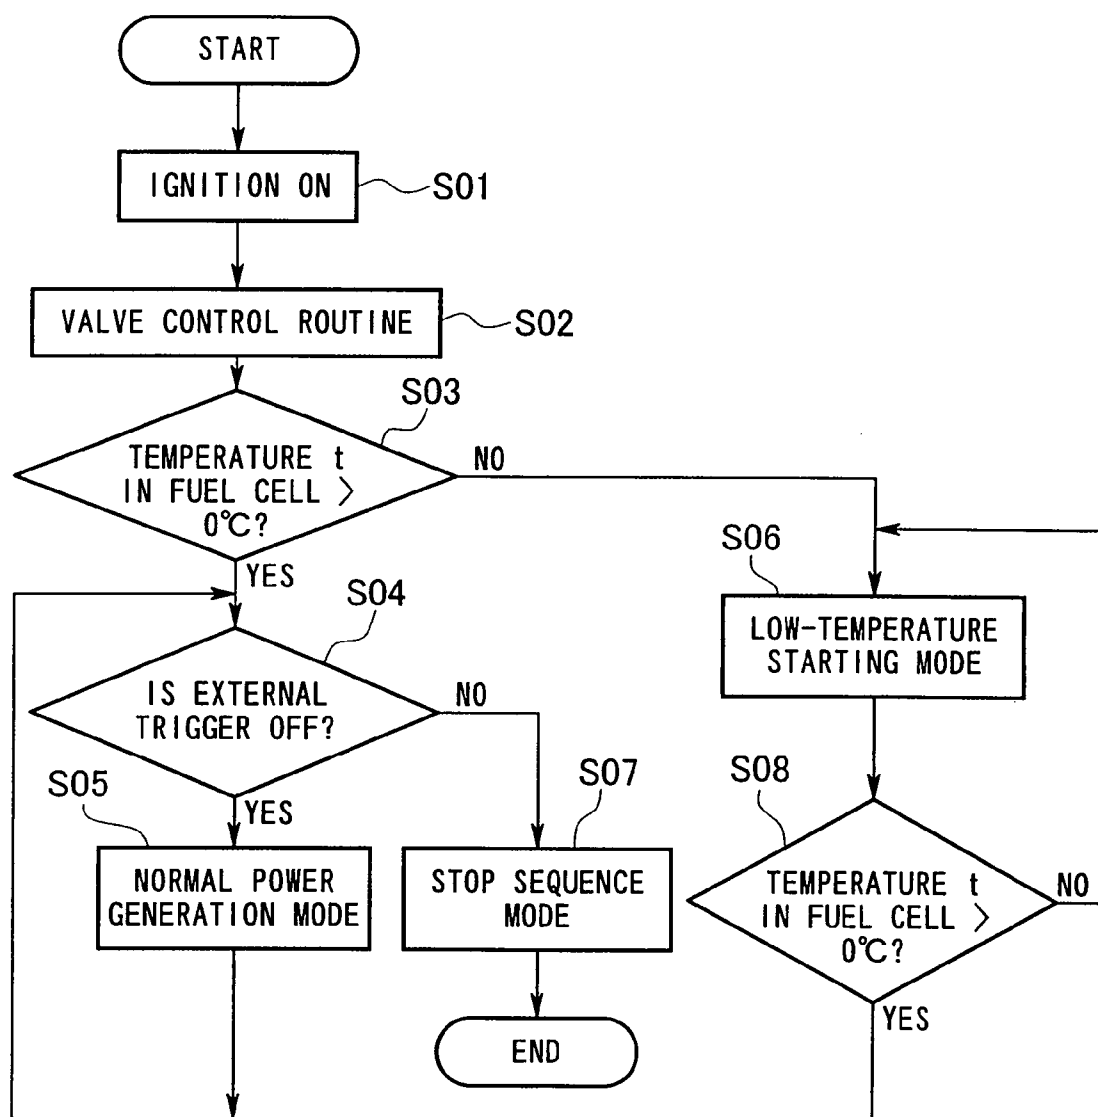 START
IGNITION ON
S01
VALVE CONTROL ROUTINE
S02
S03
TEMPERATURE t
IN FUEL CELL >
0℃?
NO
YES
S04
IS EXTERNAL
TRIGGER OFF?
NO
YES
S05
NORMAL POWER
GENERATION MODE
S07
STOP SEQUENCE
MODE
END
S06
LOW-TEMPERATURE
STARTING MODE
S08
TEMPERATURE t
IN FUEL CELL >
0℃?
NO
YES